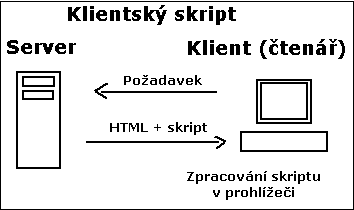 Klientský skript
Server
Klient (čtenář)
Požadavek
HTML + skript
Zpracování skriptu
v prohlížeči